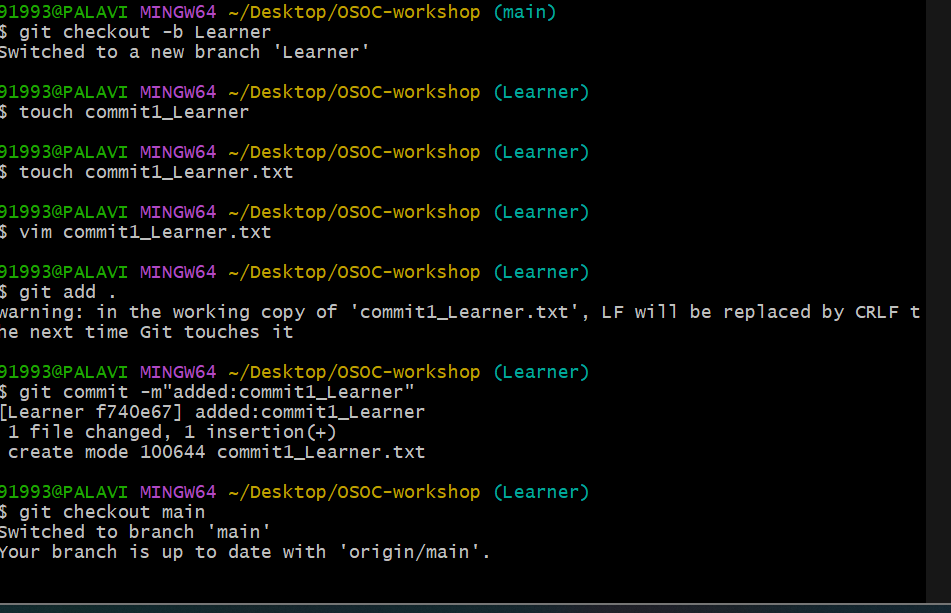 91993@PALAVI MINGW64 ~/Desktop/OSOC-workshop (main)
$ git checkout -b Learner
Switched to a new branch 'Learner'
91993@PALAVI MINGW64 ~/Desktop/OSOC-workshop (Learner)
$ touch commit1_Learner
91993@PALAVI MINGW64 ~/Desktop/OSOC-workshop (Learner)
$ touch commit1_Learner.txt
91993@PALAVI MINGW64 ~/Desktop/OSOC-workshop (Learner)
$ vim commit1_Learner.txt
91993@PALAVI MINGW64 ~/Desktop/OSOC-workshop (Learner)
$ git add .
warning: in the working copy of 'commit1_Learner.txt', LF will be replaced by CRLF t
he next time Git touches it
91993@PALAVI MINGW64 ~/Desktop/OSOC-workshop (Learner)
$ git commit -m"added:commit1_Learner"
[Learner f740e67] added:commit1_Learner
 1 file changed, 1 insertion(+)
 create mode 100644 commit1_Learner.txt
91993@PALAVI MINGW64 ~/Desktop/OSOC-workshop (Learner)
$ git checkout main
Switched to branch 'main'
Your branch is up to date with 'origin/main'.